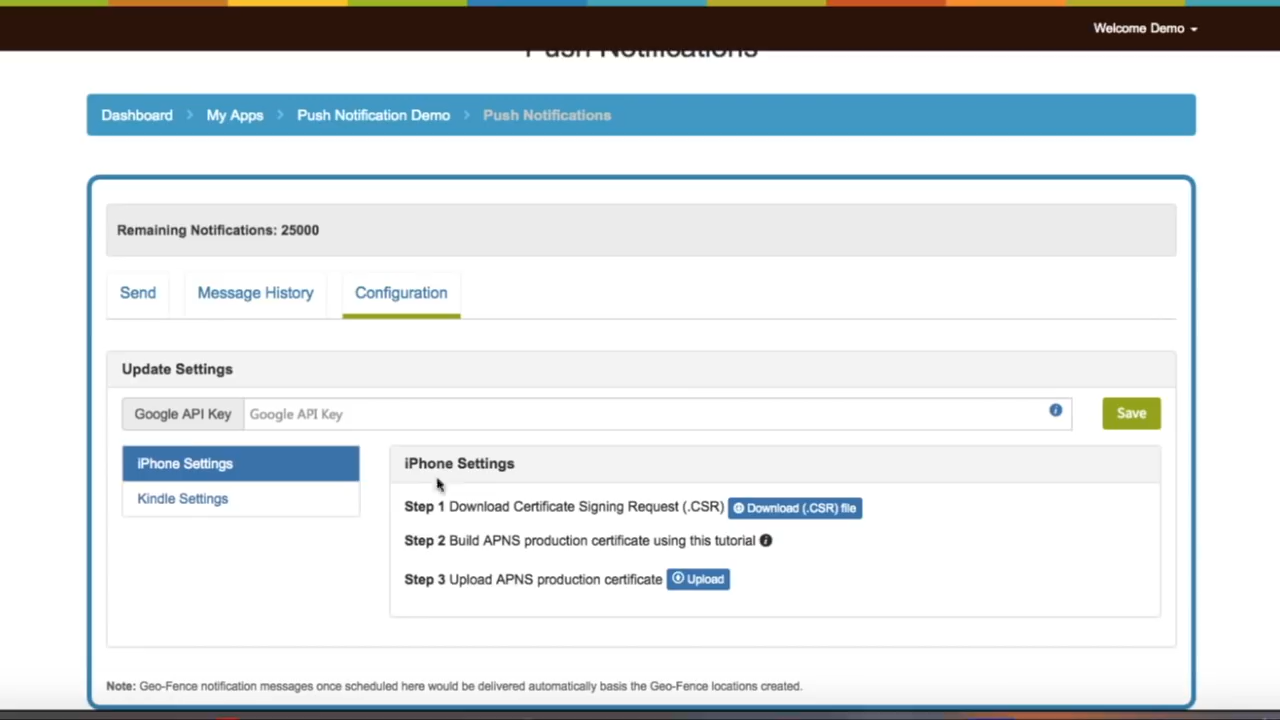 Welcome Demo
Push Notifications
Dashboard > My Apps > Push Notification Demo > Push Notifications
Remaining Notifications: 25000
Send Message History Configuration
Update Settings
Google API Key Google API Key Save
iPhone Settings
Kindle Settings
iPhone Settings
Step 1 Download Certificate Signing Request (.CSR) Download (.CSR) file
Step 2 Build APNS production certificate using this tutorial
Step 3 Upload APNS production certificate Upload
Note: Geo-Fence notification messages once scheduled here would be delivered automatically basis the Geo-Fence locations created.